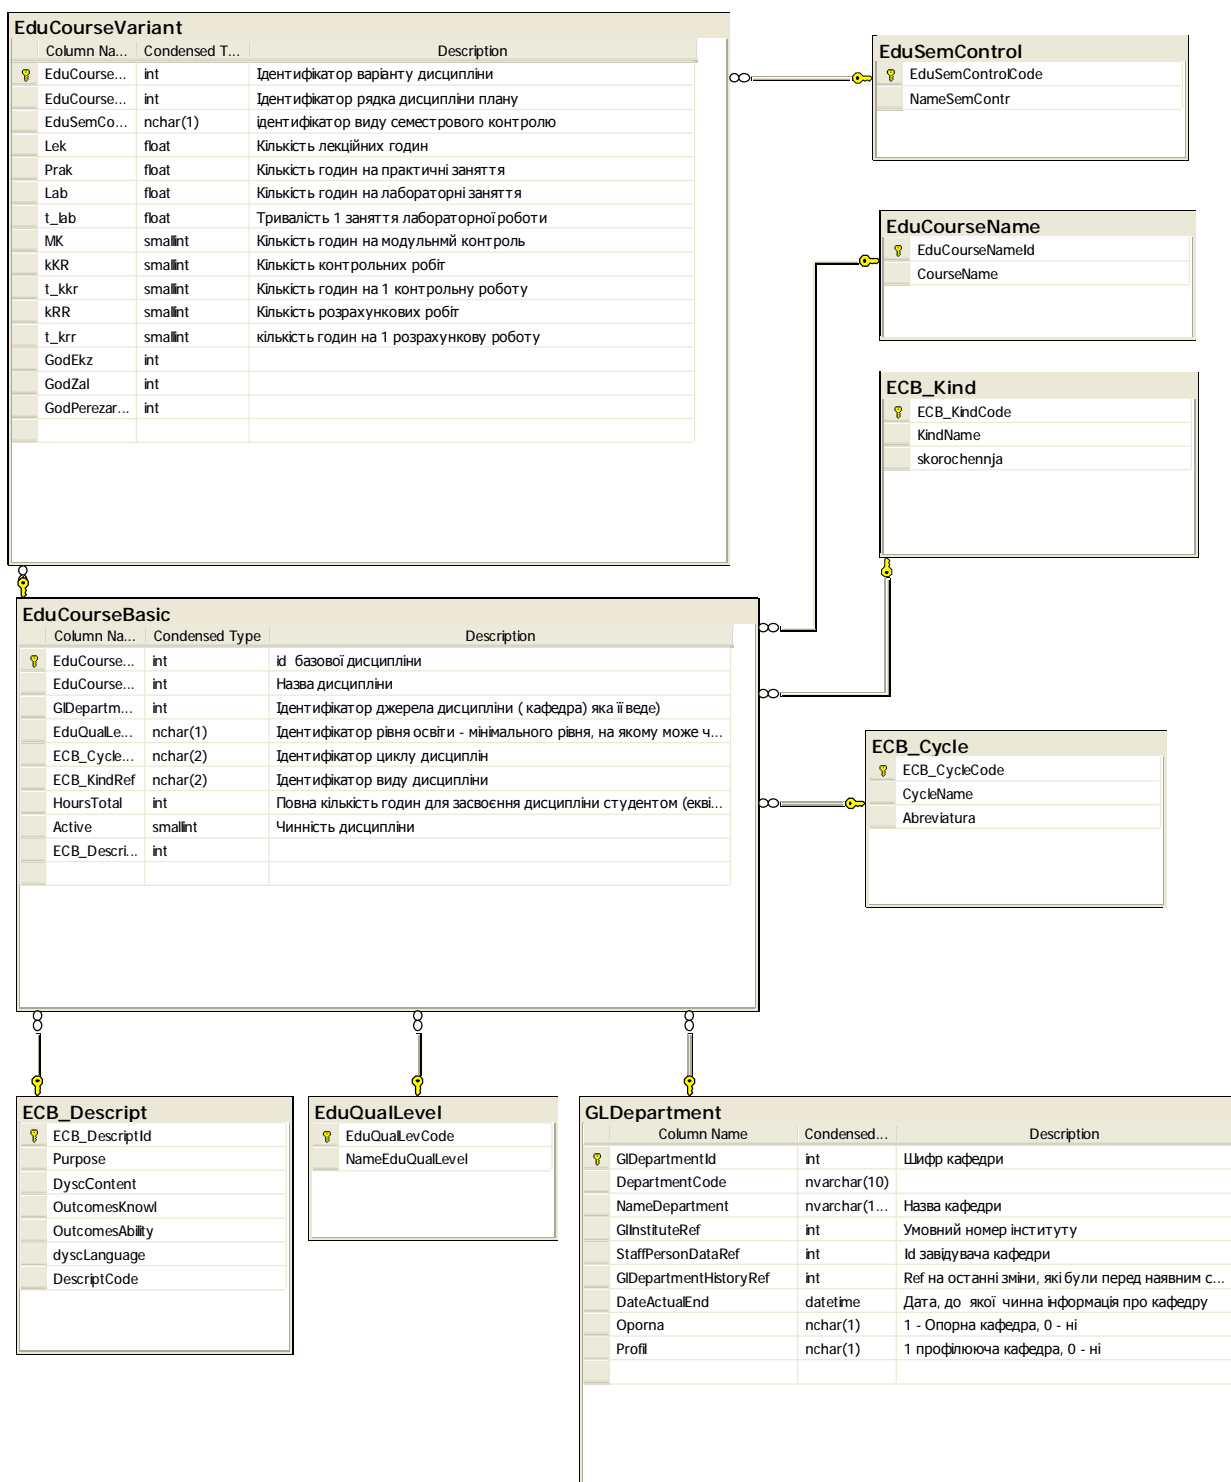 EduCourseVariant
Column Na... Condensed T... Description
EduCourse... int Ідентифікатор варіанту дисципліни
EduCourse... int Ідентифікатор рядка дисципліни плану
EduSemCo... nchar(1) ідентифікатор виду семестрового контролю
Lek float Кількість лекційних годин
Prak float Кількість годин на практичні заняття
Lab float Кількість годин на лабораторні заняття
t_lab float Тривалість 1 заняття лабораторної роботи
MK smallint Кількість годин на модульнмй контроль
kKR smallint Кількість контрольних робіт
t_kkr smallint Кількість годин на 1 контрольну роботу
kRR smallint Кількість розрахункових робіт
t_krr smallint кількість годин на 1 розрахункову роботу
GodEkz int
GodZal int
GodPerezar... int
EduSemControl
EduSemControlCode
NameSemContr
EduCourseName
EduCourseNameId
CourseName
ECB_Kind
ECB_KindCode
KindName
skorochennja
EduCourseBasic
Column Na... Condensed Type Description
EduCourse... int id базової дисципліни
EduCourse... int Назва дисципліни
GlDepartm... int Ідентифікатор джерела дисципліни ( кафедра) яка її веде)
EduQualLe... nchar(1) Ідентифікатор рівня освіти - мінімального рівня, на якому може ч...
ECB_Cycle... nchar(2) Ідентифікатор циклу дисциплін
ECB_KindRef nchar(2) Ідентифікатор виду дисципліни
HoursTotal int Повна кількість годин для засвоєння дисципліни студентом (екві...
Active smallint Чинність дисципліни
ECB_Descri... int
ECB_Cycle
ECB_CycleCode
CycleName
Abreviatura
ECB_Descript
ECB_DescriptId
Purpose
DyscContent
OutcomesKnowl
OutcomesAbility
dyscLanguage
DescriptCode
EduQualLevel
EduQualLevCode
NameEduQualLevel
GLDepartment
Column Name Condensed... Description
GlDepartmentId int Шифр кафедри
DepartmentCode nvarchar(10)
NameDepartment nvarchar(1... Назва кафедри
GlInstituteRef int Умовний номер інституту
StaffPersonDataRef int Id завідувача кафедри
GlDepartmentHistoryRef int Ref на останні зміни, які були перед наявним с...
DateActualEnd datetime Дата, до якої чинна інформація про кафедру
Oporna nchar(1) 1 - Опорна кафедра, 0 - ні
Profil nchar(1) 1 профілююча кафедра, 0 - ні